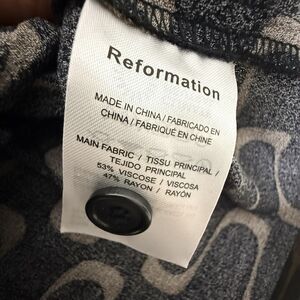 Reformation
MADE IN CHINA / FABRICADO EN
CHINA / FABRIQUÉ EN CHINE
MAIN FABRIC / TISSU PRINCIPAL /
TEJIDO PRINCIPAL
53% VISCOSE / VISCOSA
47% RAYON / RAYÓN